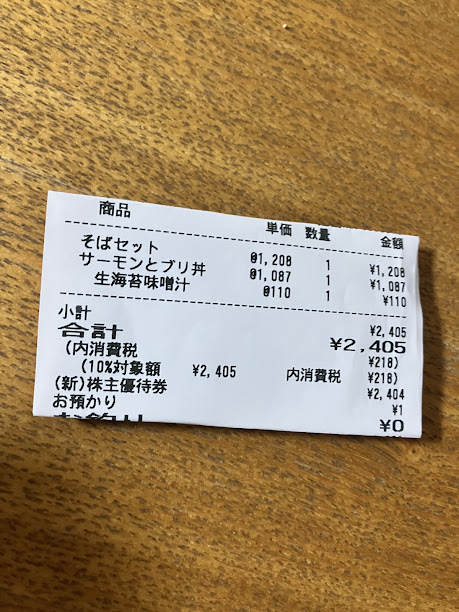 商品 単価 数量 金額
そばセット @1,208 1 ¥1,208
サーモンとブリ丼 @1,087 1 ¥1,087
生海苔味噌汁 @110 1 ¥110
小計 ¥2,405
合計 ¥2,405
(内消費税 ¥218)
(10%対象額 ¥2,405 内消費税 ¥218)
(新)株主優待券 ¥2,404
お預かり ¥1
お釣り ¥0